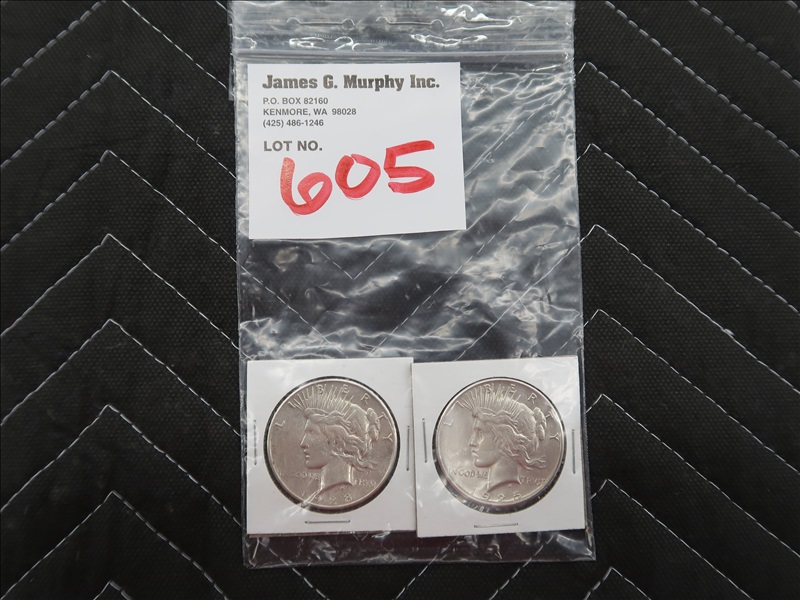 James G. Murphy Inc.
P.O. BOX 82160
KENMORE, WA 98028
(425) 486-1246
LOT NO.
605
LIBERTY
LIBERTY